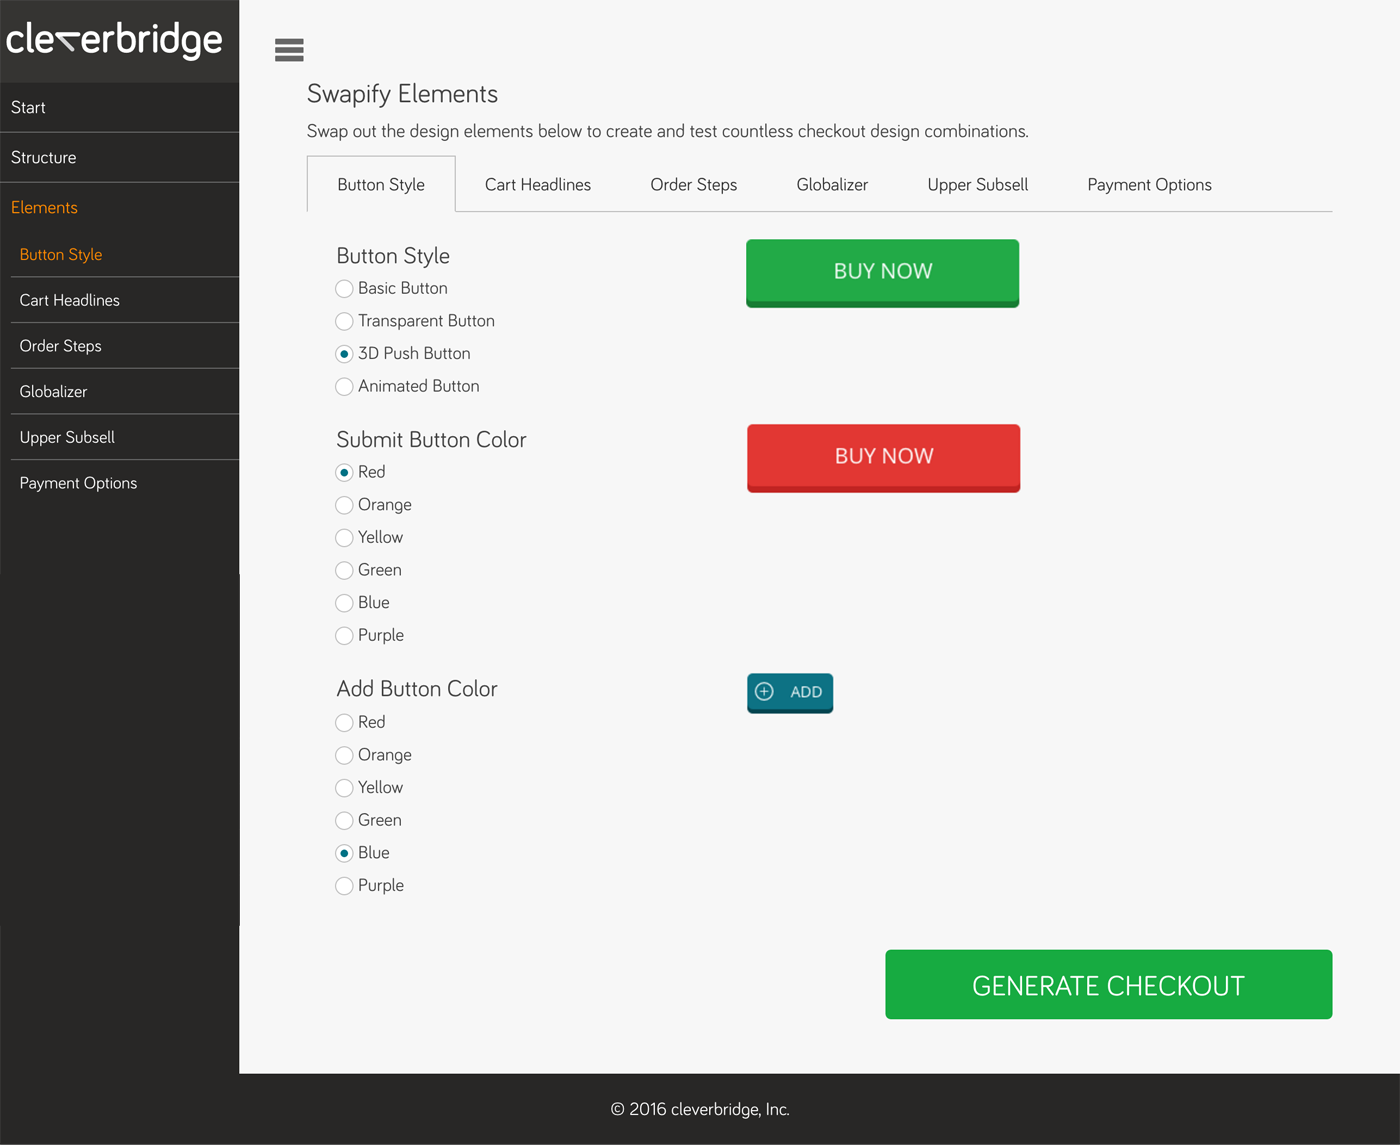 cleverbridge
Start
Structure
Elements
Button Style
Cart Headlines
Order Steps
Globalizer
Upper Subsell
Payment Options
Swapify Elements
Swap out the design elements below to create and test countless checkout design combinations.
Button Style Cart Headlines Order Steps Globalizer Upper Subsell Payment Options
Button Style
Basic Button
Transparent Button
3D Push Button
Animated Button
BUY NOW
Submit Button Color
Red
Orange
Yellow
Green
Blue
Purple
BUY NOW
Add Button Color
Red
Orange
Yellow
Green
Blue
Purple
ADD
GENERATE CHECKOUT
© 2016 cleverbridge, Inc.